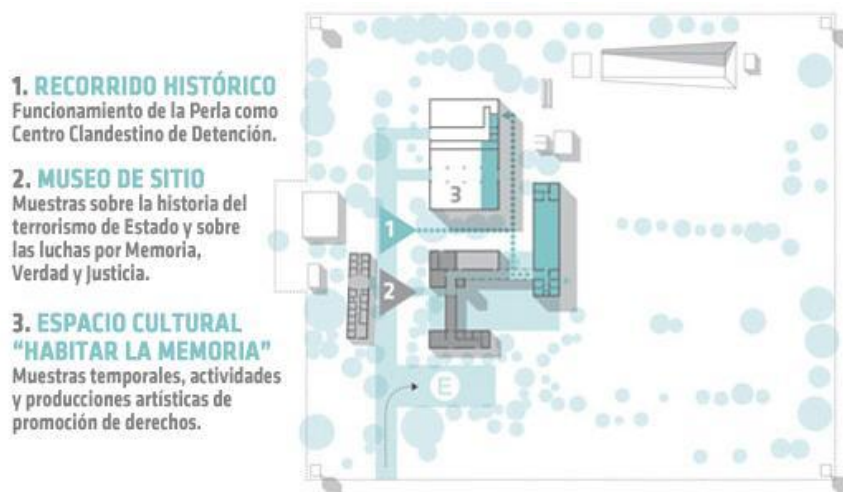 1. RECORRIDO HISTÓRICO
Funcionamiento de la Perla como
Centro Clandestino de Detención.
2. MUSEO DE SITIO
Muestras sobre la historia del
terrorismo de Estado y sobre
las luchas por Memoria,
Verdad y Justicia.
3. ESPACIO CULTURAL
“HABITAR LA MEMORIA”
Muestras temporales, actividades
y producciones artísticas de
promoción de derechos.
3
1
2
E